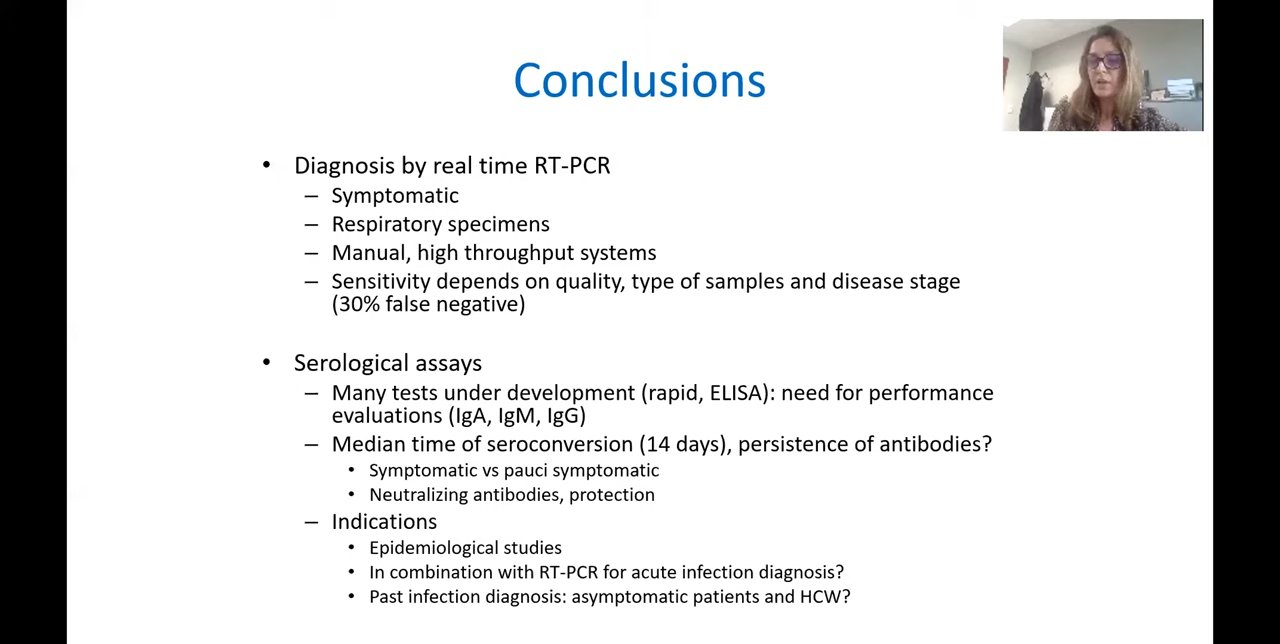 Conclusions
• Diagnosis by real time RT-PCR
– Symptomatic
– Respiratory specimens
– Manual, high throughput systems
– Sensitivity depends on quality, type of samples and disease stage
(30% false negative)
• Serological assays
– Many tests under development (rapid, ELISA): need for performance
evaluations (IgA, IgM, IgG)
– Median time of seroconversion (14 days), persistence of antibodies?
• Symptomatic vs pauci symptomatic
• Neutralizing antibodies, protection
– Indications
• Epidemiological studies
• In combination with RT-PCR for acute infection diagnosis?
• Past infection diagnosis: asymptomatic patients and HCW?